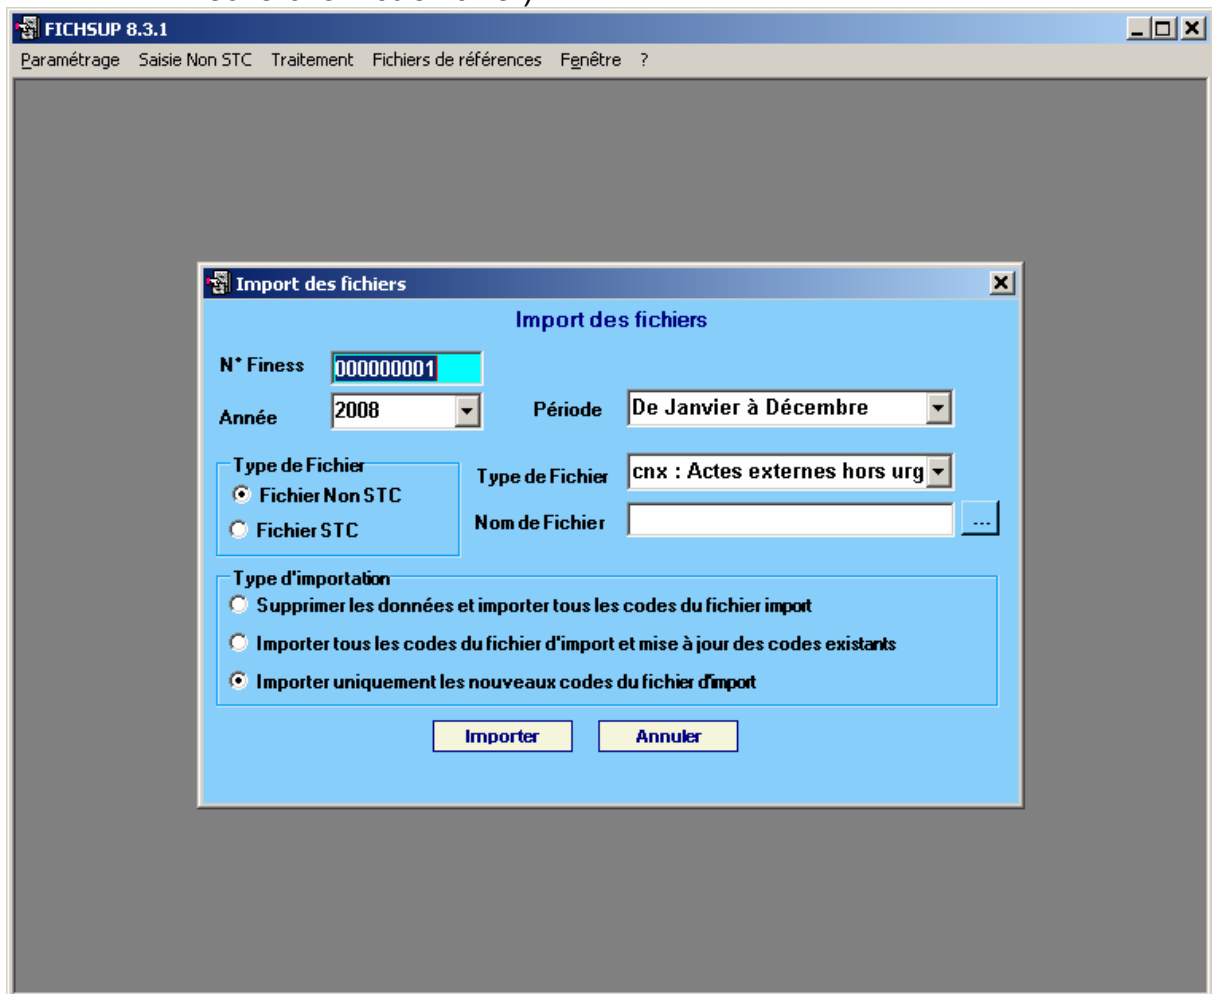 FICHSUP 8.3.1
Paramétrage Saisie Non STC Traitement Fichiers de références Fenêtre ?
Import des fichiers
Import des fichiers
N° Finess 000000001
Année 2008 Période De Janvier à Décembre
Type de Fichier
Type de Fichier cnx : Actes externes hors urg
Fichier Non STC
Nom de Fichier ...
Fichier STC
Type d'importation
Supprimer les données et importer tous les codes du fichier import
Importer tous les codes du fichier d'import et mise à jour des codes existants
Importer uniquement les nouveaux codes du fichier d'import
Importer Annuler